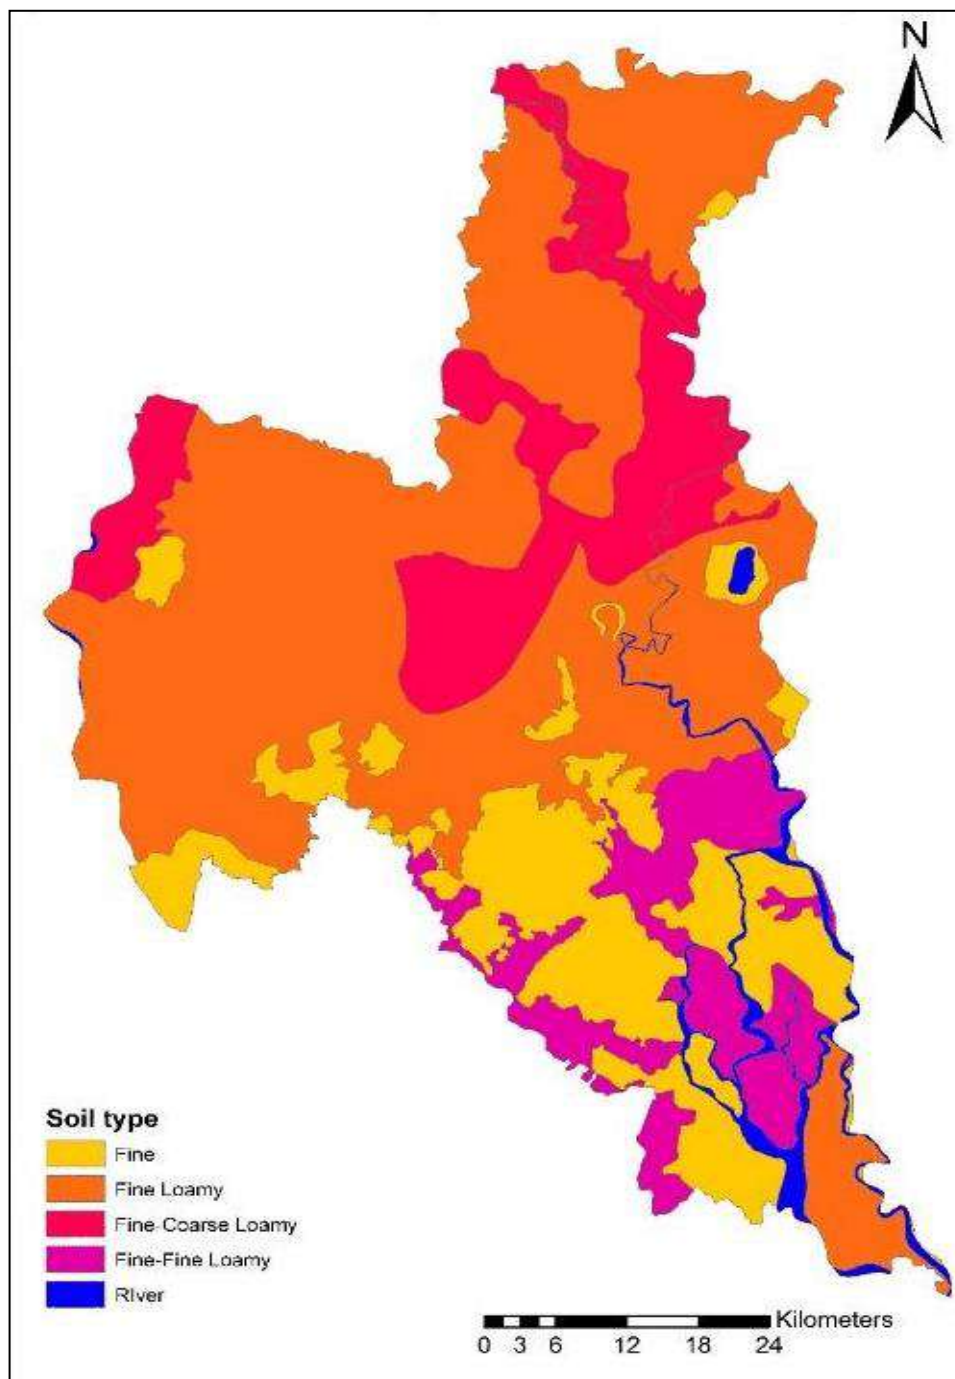 N
Soil type
Fine
Fine Loamy
Fine-Coarse Loamy
Fine-Fine Loamy
RIver
Kilometers
0 3 6 12 18 24